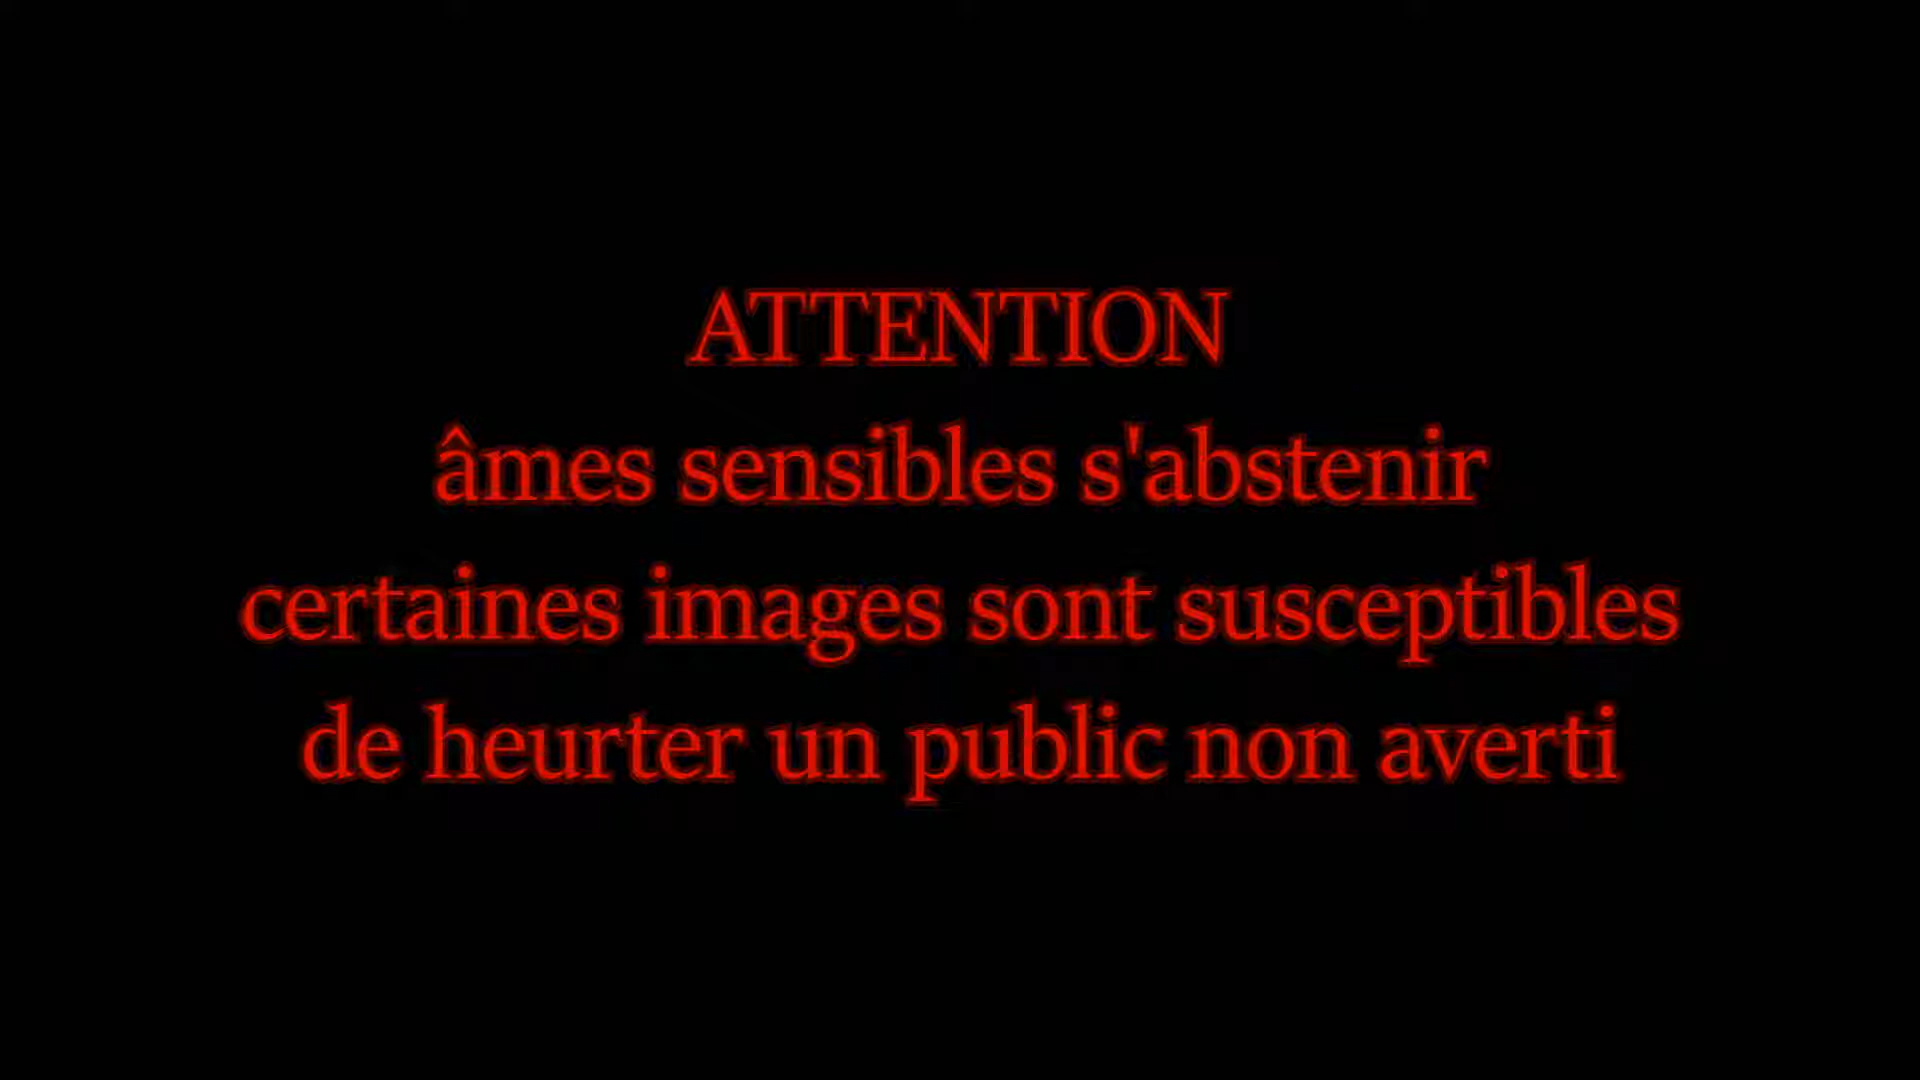 ATTENTION
âmes sensibles s'abstenir
certaines images sont susceptibles
de heurter un public non averti